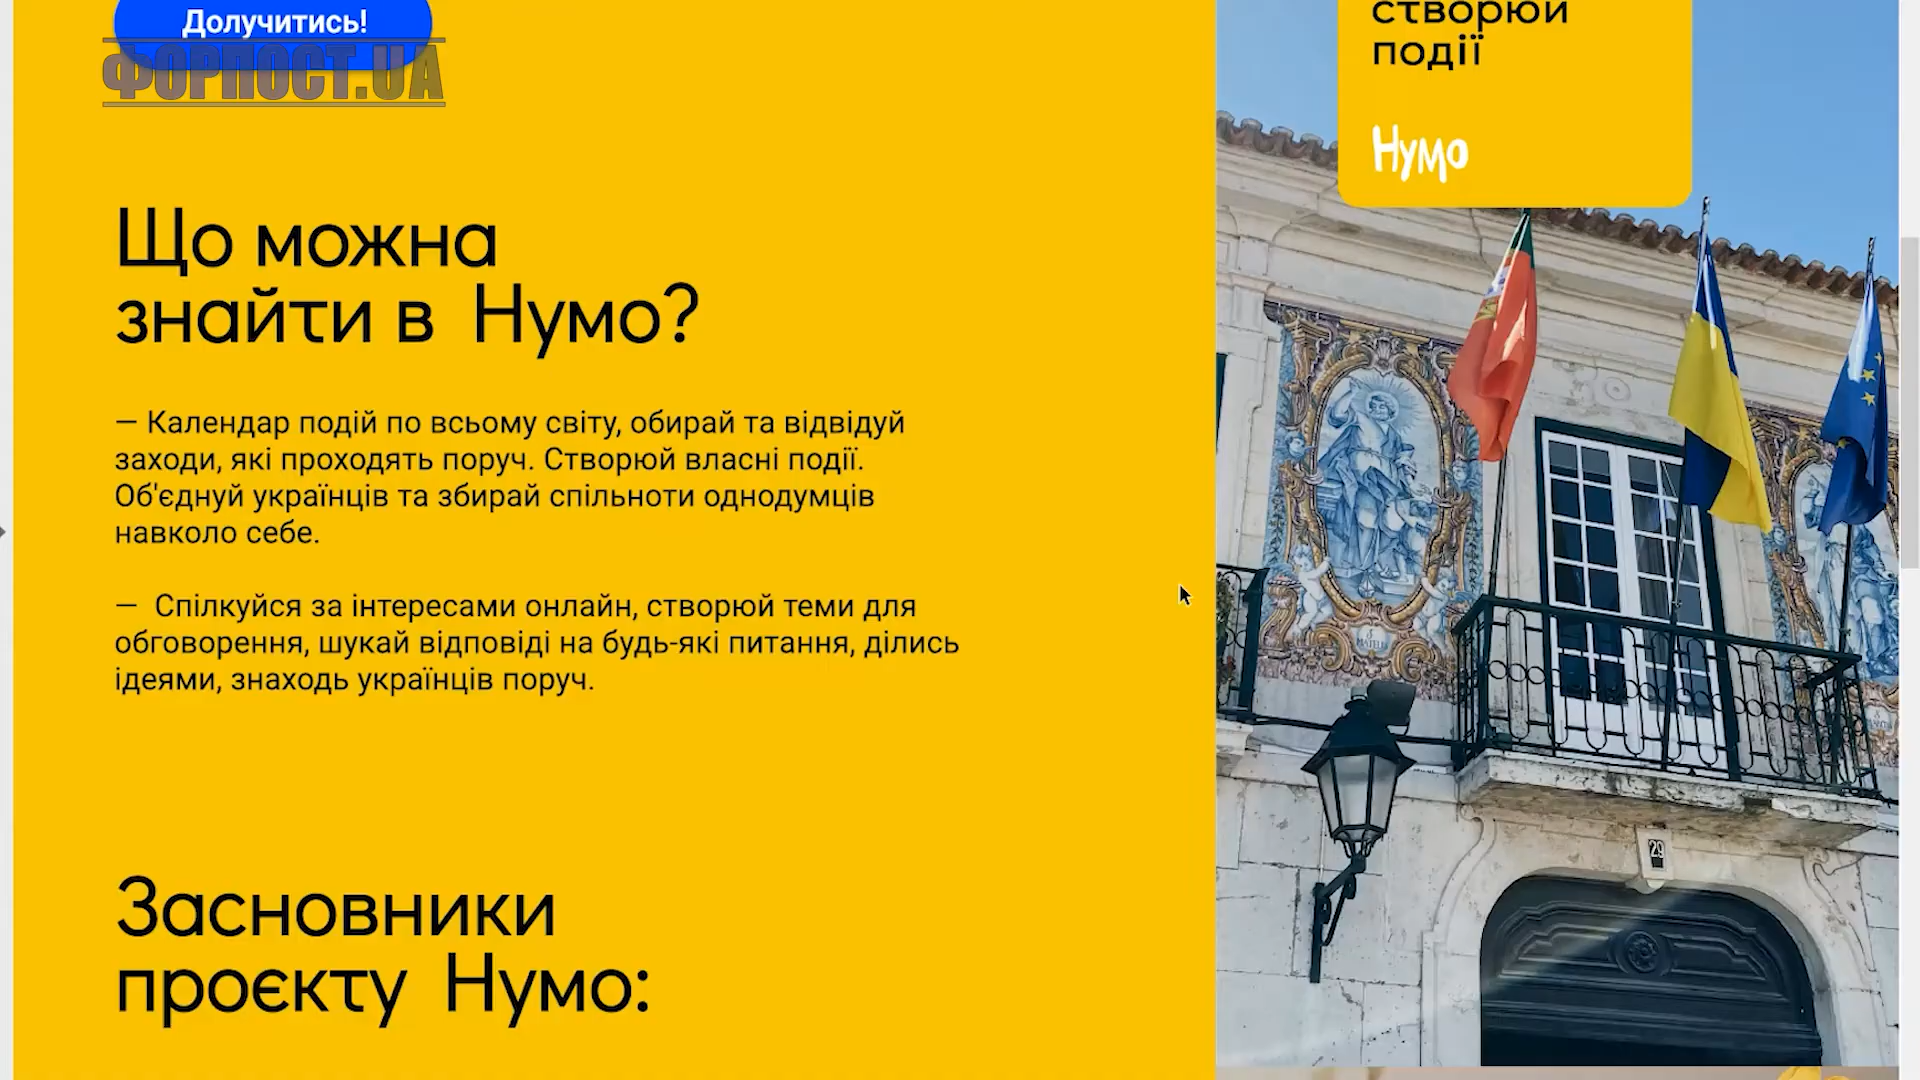 Долучитись!
ФОРПОСТ.UA
Що можна
знайти в Нумо?
— Календар подій по всьому світу, обирай та відвідуй
заходи, які проходять поруч. Створюй власні події.
Об'єднуй українців та збирай спільноти однодумців
навколо себе.
— Спілкуйся за інтересами онлайн, створюй теми для
обговорення, шукай відповіді на будь-які питання, ділись
ідеями, знаходь українців поруч.
Засновники
проєкту Нумо:
створюй
події
Нумо
29